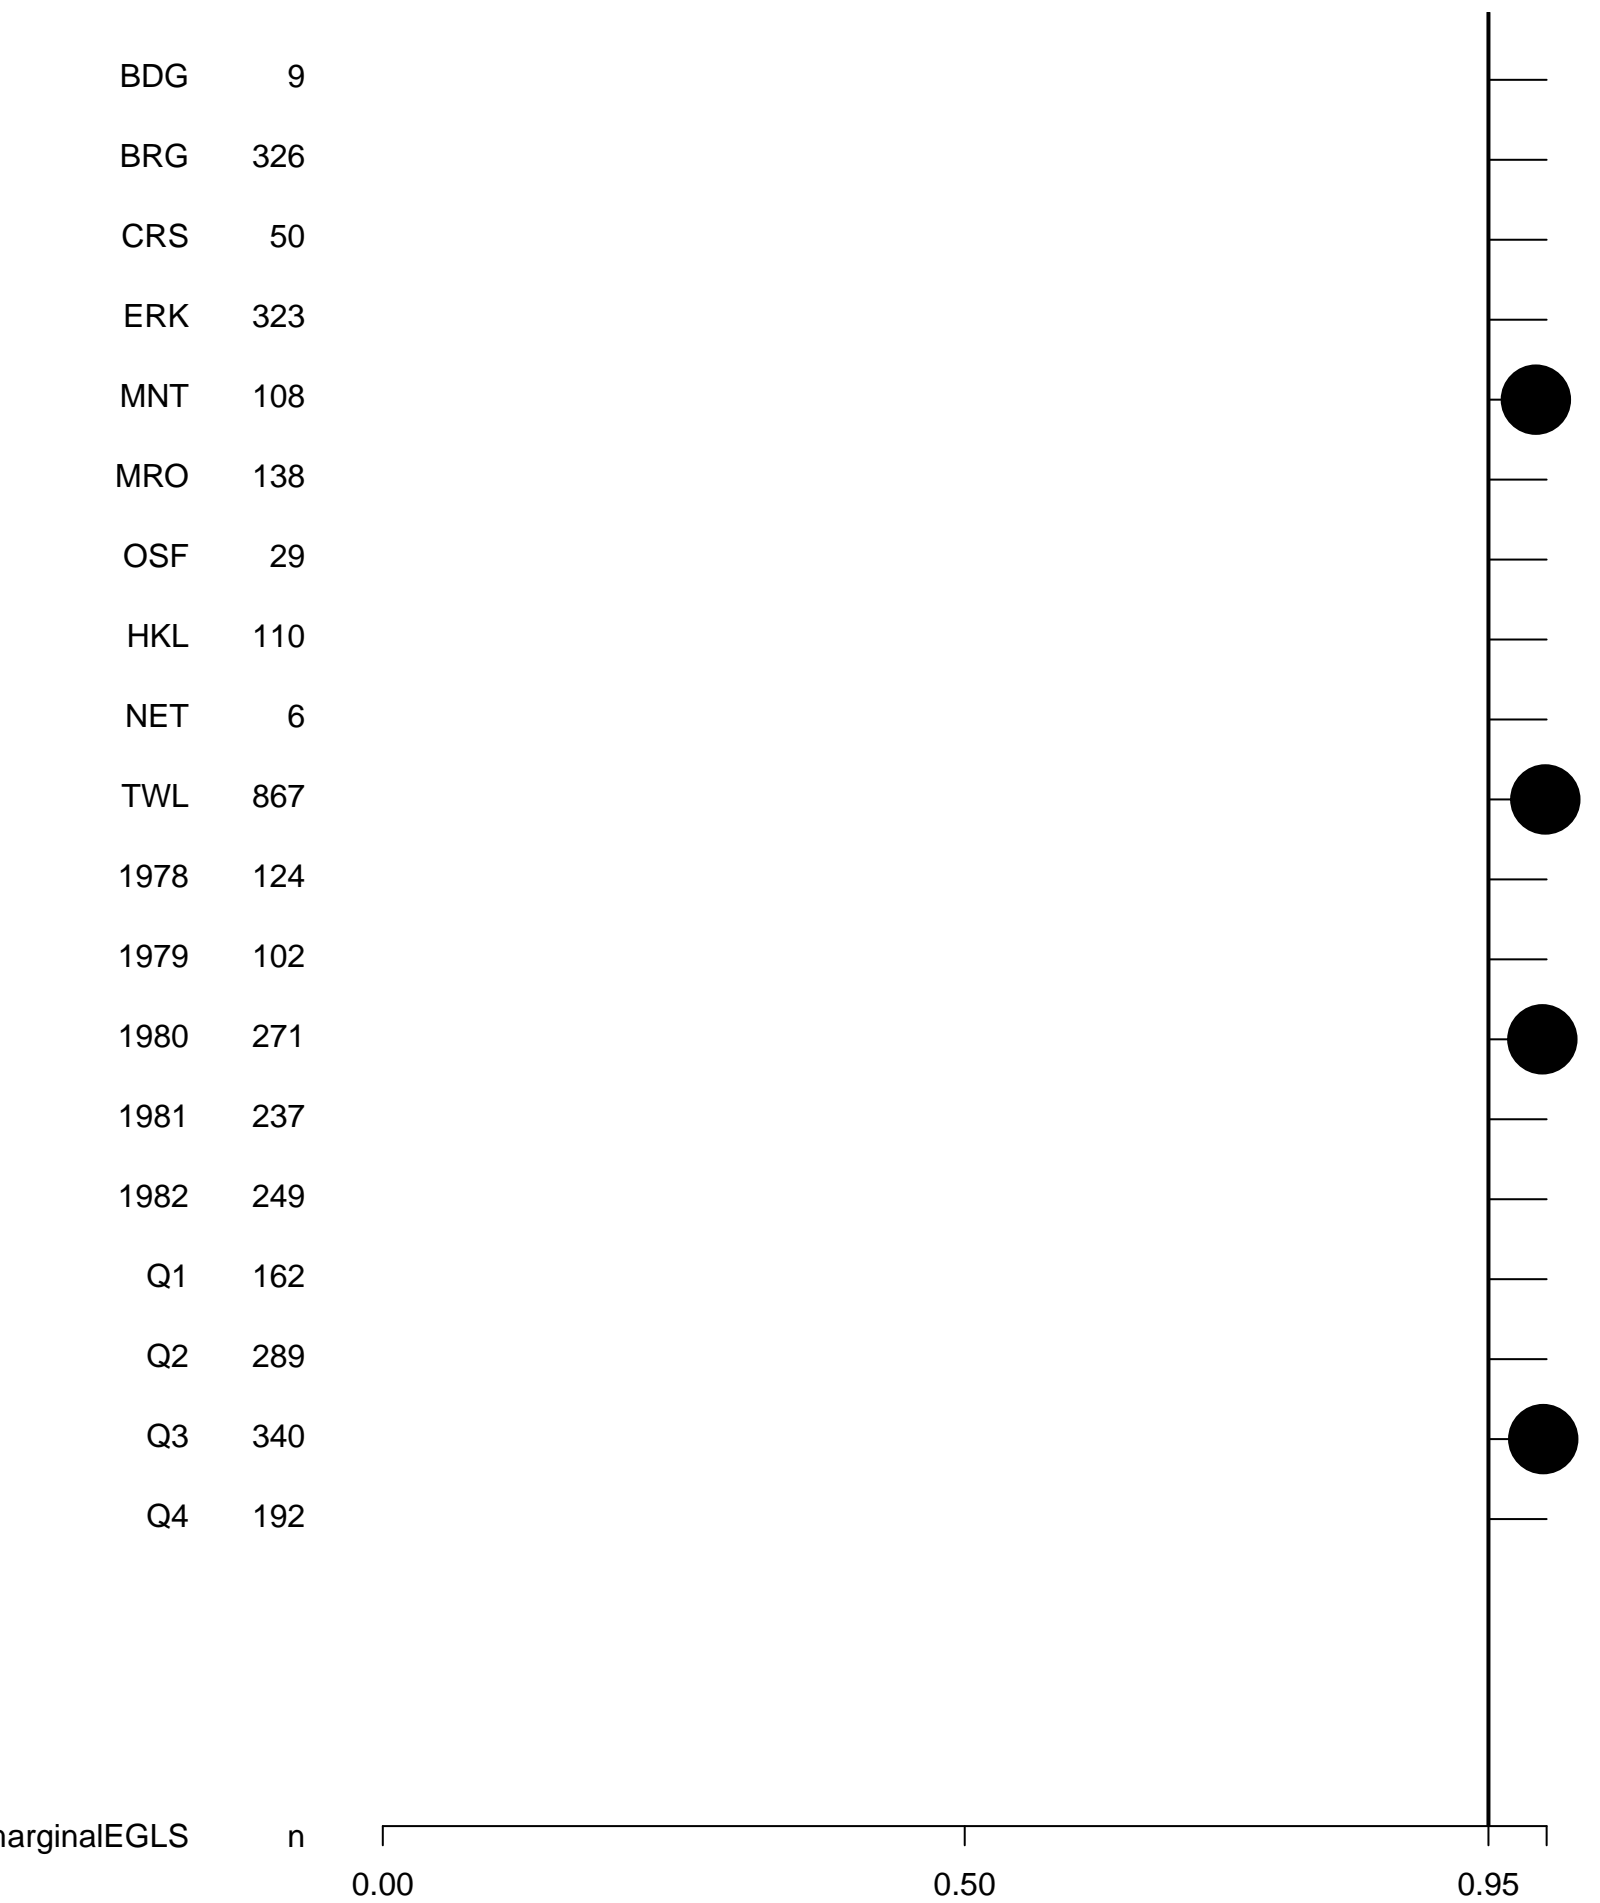 BDG 9
BRG 326
CRS 50
ERK 323
MNT 108
MRO 138
OSF 29
HKL 110
NET 6
TWL 867
1978 124
1979 102
1980 271
1981 237
1982 249
Q1 162
Q2 289
Q3 340
Q4 192
arginalEGLS n
0.00 0.50 0.95